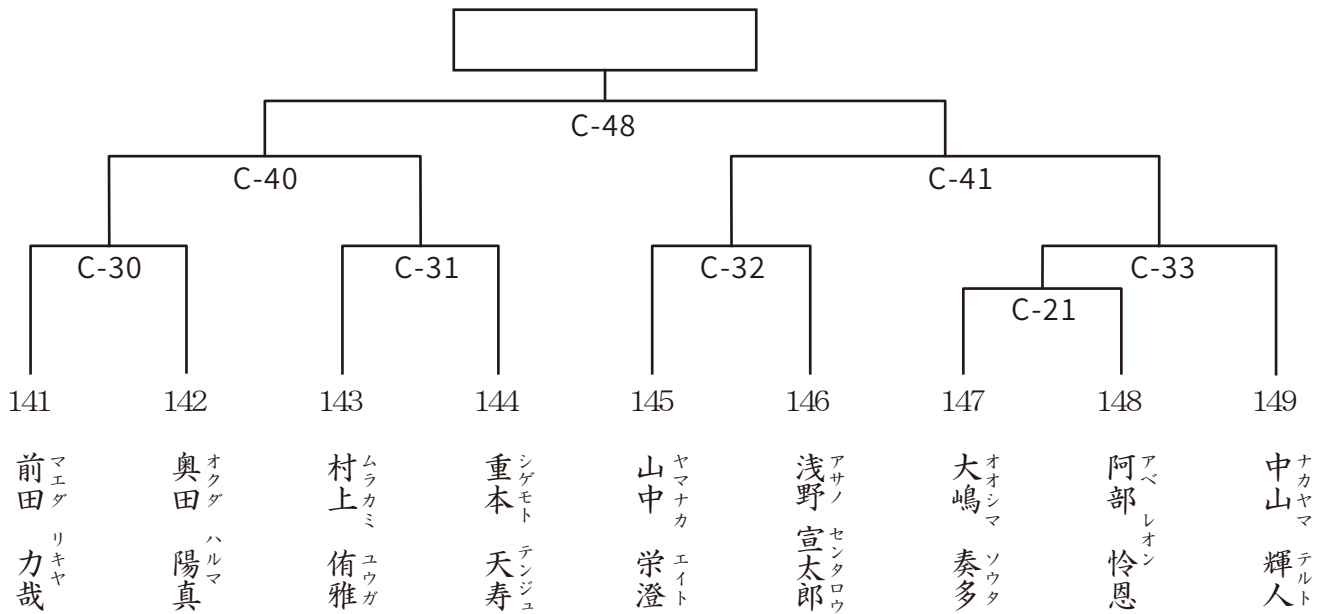 C-48
C-40
C-41
C-30
C-31
C-32
C-33
C-21
141
142
143
144
145
146
147
148
149
前田 力哉
マエダ リキヤ
奥田 陽真
オクダ ハルマ
村上 侑雅
ムラカミ ユウガ
重本 天寿
シゲモト テンジュ
山中 栄澄
ヤマナカ エイト
浅野 宣太郎
アサノ センタロウ
大嶋 奏多
オオシマ ソウタ
阿部 怜恩
アベ レオン
中山 輝人
ナカヤマ テルト